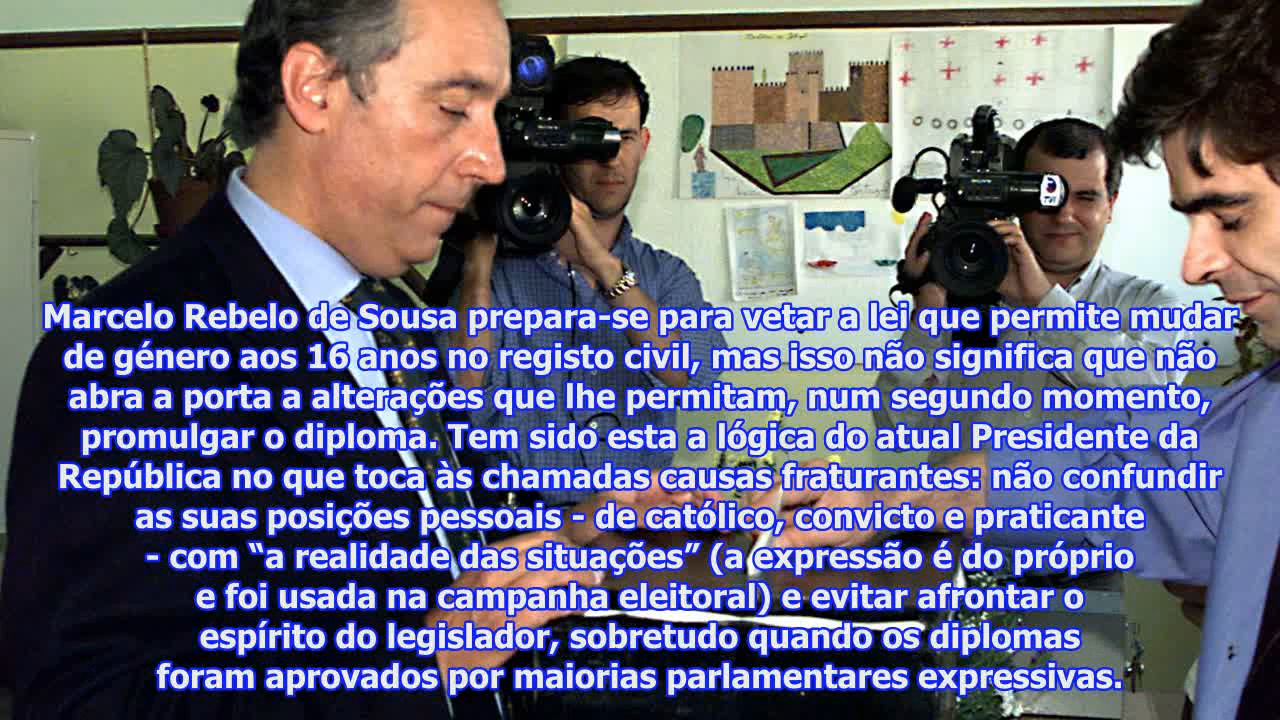 Marcelo Rebelo de Sousa prepara-se para vetar a lei que permite mudar
de género aos 16 anos no registo civil, mas isso não significa que não
abra a porta a alterações que lhe permitam, num segundo momento,
promulgar o diploma. Tem sido esta a lógica do atual Presidente da
República no que toca às chamadas causas fraturantes: não confundir
as suas posições pessoais - de católico, convicto e praticante
- com “a realidade das situações” (a expressão é do próprio
e foi usada na campanha eleitoral) e evitar afrontar o
espírito do legislador, sobretudo quando os diplomas
foram aprovados por maiorias parlamentares expressivas.
SONY
TVI